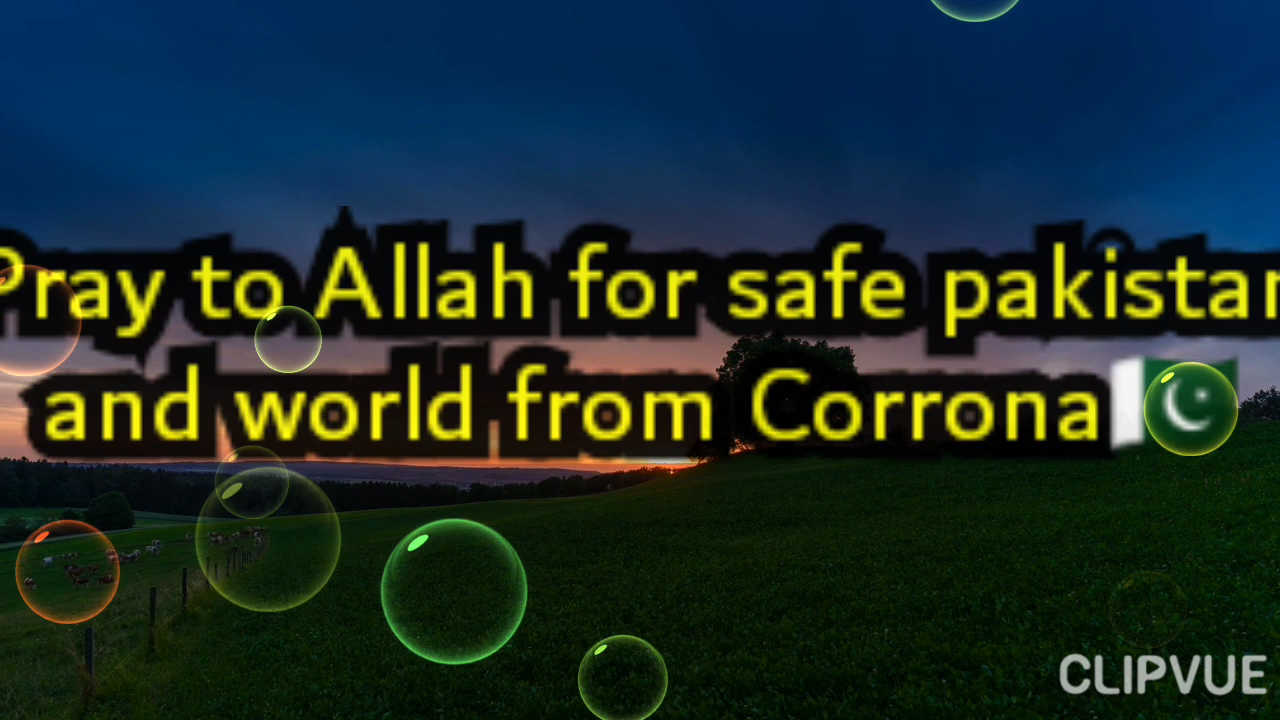 Pray to Allah for safe pakistan
and world from Corrona🇵🇰
CLIPVUE